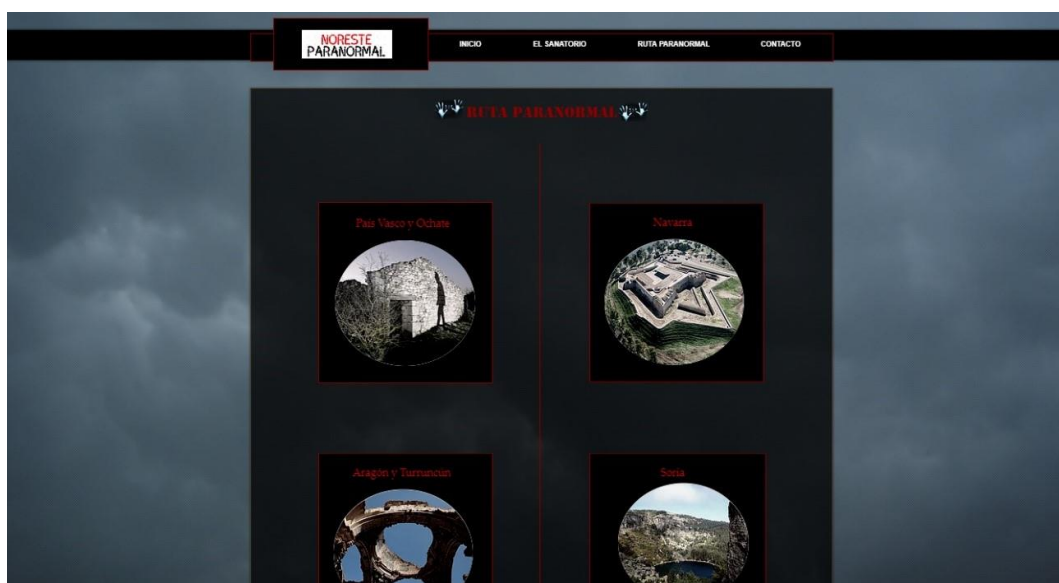 NORESTE
PARANORMAL
INICIO
EL SANATORIO
RUTA PARANORMAL
CONTACTO
RUTA PARANORMAL
País Vasco y Ochate
Navarra
Aragón y Turruncún
Soria